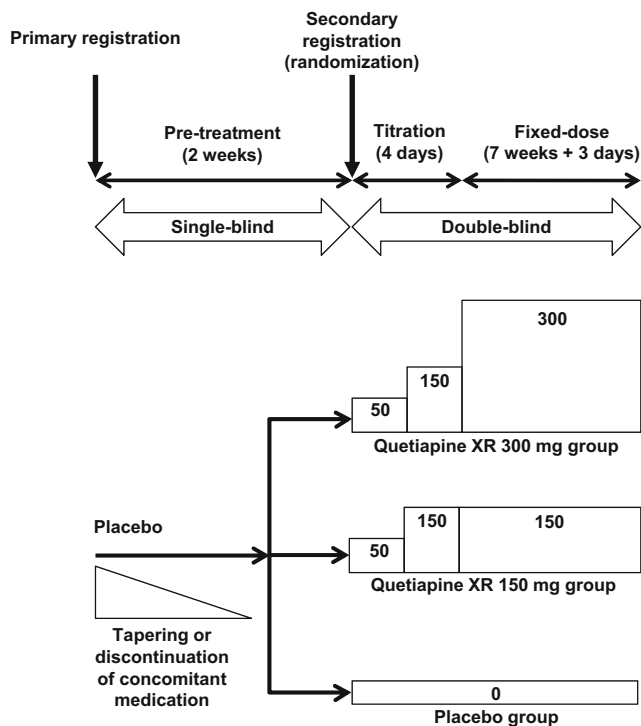 Primary registration
Secondary
registration
(randomization)
Pre-treatment
(2 weeks)
Titration
(4 days)
Fixed-dose
(7 weeks + 3 days)
Single-blind
Double-blind
300
150
50
Quetiapine XR 300 mg group
Placebo
150
150
50
Quetiapine XR 150 mg group
Tapering or
discontinuation
of concomitant
medication
0
Placebo group